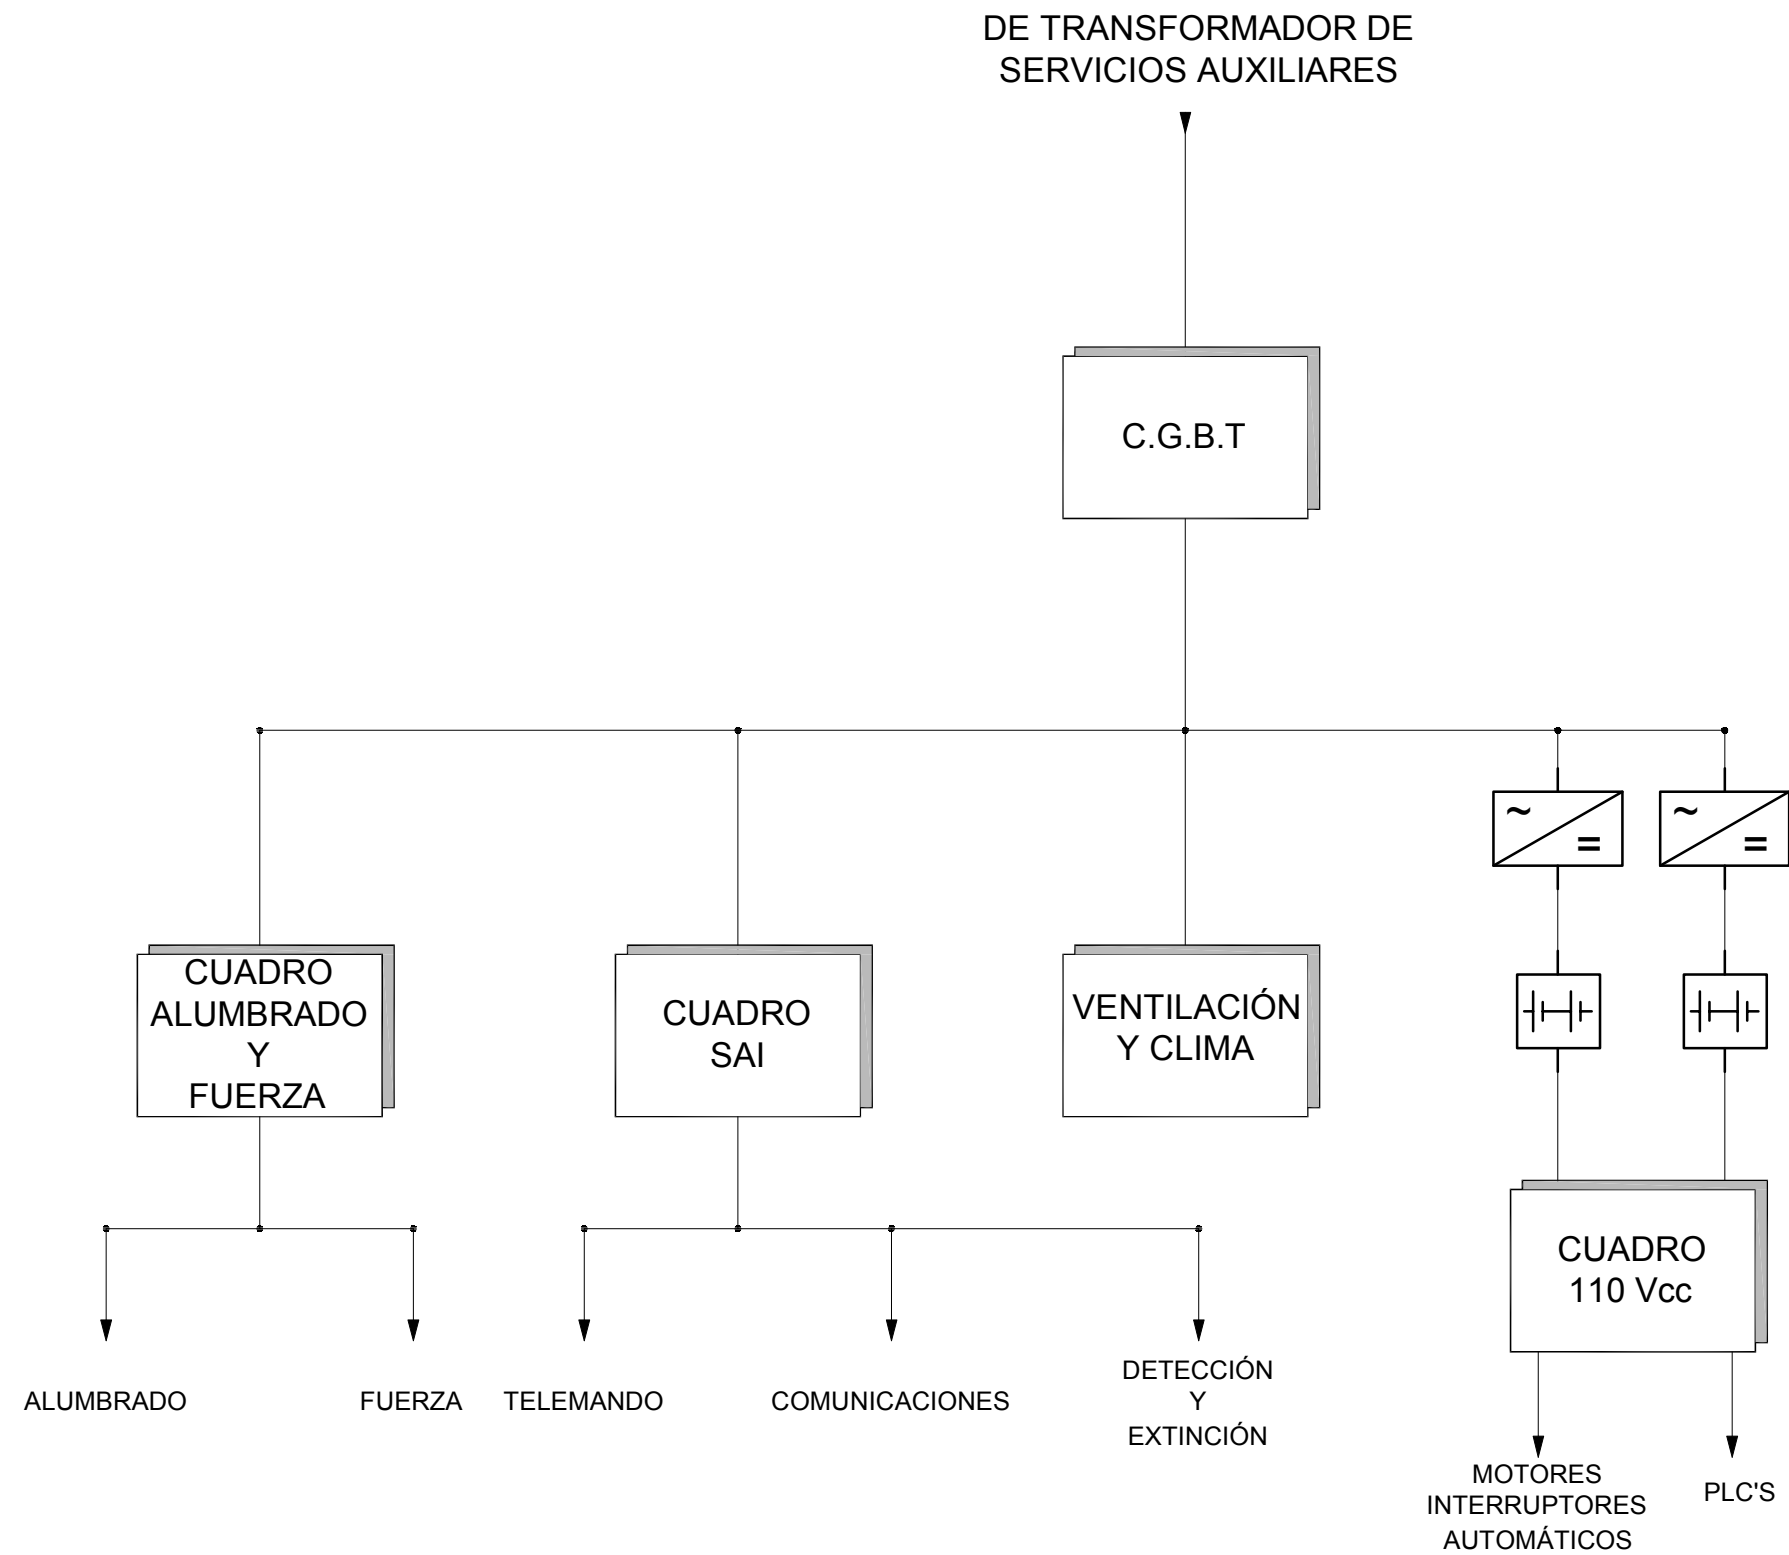 DE TRANSFORMADOR DE
SERVICIOS AUXILIARES
C.G.B.T
~
=
~
=
CUADRO
ALUMBRADO
Y
FUERZA
CUADRO
SAI
VENTILACIÓN
Y CLIMA
CUADRO
110 Vcc
ALUMBRADO
FUERZA
TELEMANDO
COMUNICACIONES
DETECCIÓN
Y
EXTINCIÓN
MOTORES
INTERRUPTORES
AUTOMÁTICOS
PLC'S